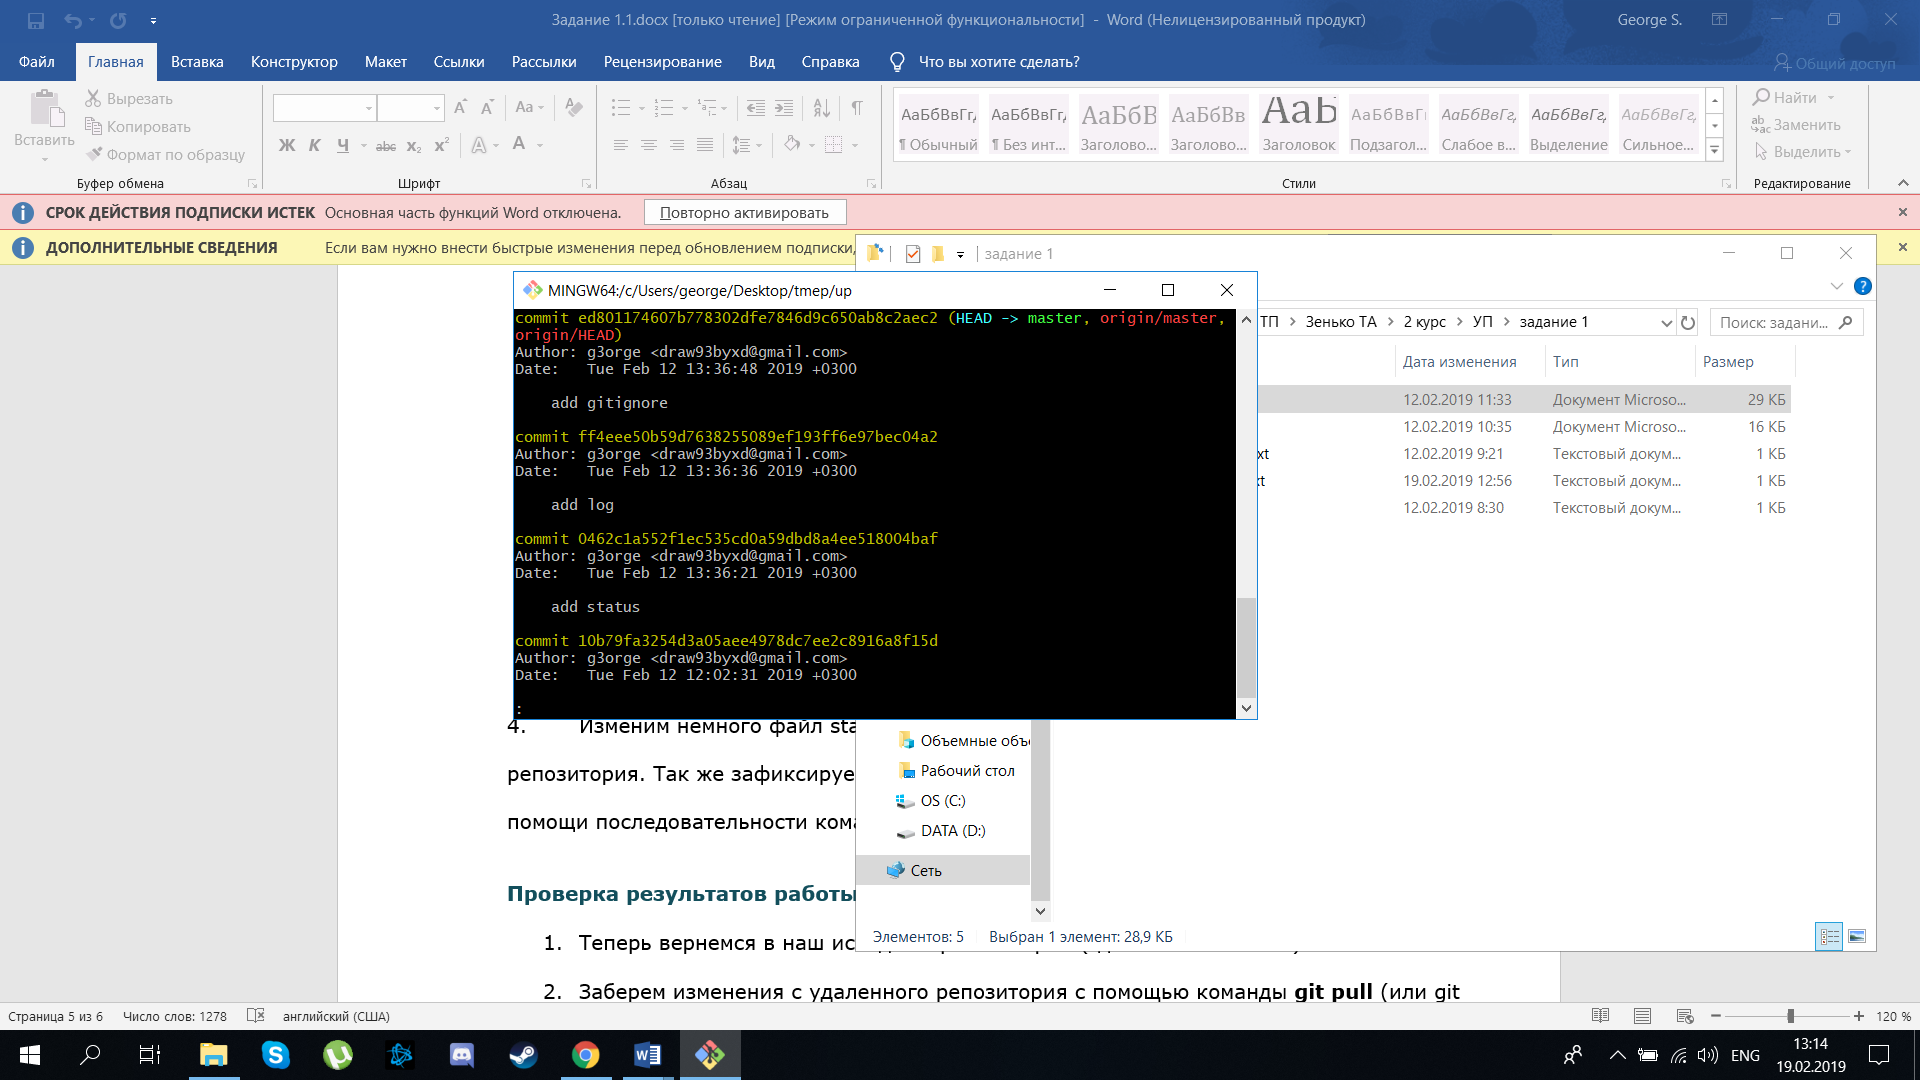 Задание 1.1.docx [только чтение] [Режим ограниченной функциональности] - Word (Нелицензированный продукт)
George S.
Файл
Главная
Вставка
Конструктор
Макет
Ссылки
Рассылки
Рецензирование
Вид
Справка
Что вы хотите сделать?
Общий доступ
Вставить
Вырезать
Копировать
Формат по образцу
Буфер обмена
Aa
Ж К Ч abc x₂ x² A A
Шрифт
Абзац
АаБбВвГг, АаБбВвГг, АаБбВ АаБбВв АаБ АаБбВвГ АаБбВвГг, АаБбВвГг, АаБбВвГг,
¶ Обычный ¶ Без инт... Заголово... Заголово... Заголовок Подзагол... Слабое в... Выделение Сильное...
Стили
Найти
Заменить
Выделить
Редактирование
СРОК ДЕЙСТВИЯ ПОДПИСКИ ИСТЕК Основная часть функций Word отключена. Повторно активировать
ДОПОЛНИТЕЛЬНЫЕ СВЕДЕНИЯ Если вам нужно внести быстрые изменения перед обновлением подписки,
задание 1
MINGW64:/c/Users/george/Desktop/tmep/up
commit ed801174607b778302dfe7846d9c650ab8c2aec2 (HEAD -> master, origin/master,
origin/HEAD)
Author: g3orge <draw93byxd@gmail.com>
Date: Tue Feb 12 13:36:48 2019 +0300
add gitignore
commit ff4eee50b59d7638255089ef193ff6e97bec04a2
Author: g3orge <draw93byxd@gmail.com>
Date: Tue Feb 12 13:36:36 2019 +0300
add log
commit 0462c1a552f1ec535cd0a59dbd8a4ee518004baf
Author: g3orge <draw93byxd@gmail.com>
Date: Tue Feb 12 13:36:21 2019 +0300
add status
commit 10b79fa3254d3a05aee4978dc7ee2c8916a8f15d
Author: g3orge <draw93byxd@gmail.com>
Date: Tue Feb 12 12:02:31 2019 +0300
:
ТП > Зенько ТА > 2 курс > УП > задание 1
Поиск: задани...
Дата изменения Тип Размер
12.02.2019 11:33 Документ Microso... 29 КБ
12.02.2019 10:35 Документ Microso... 16 КБ
xt 12.02.2019 9:21 Текстовый докум... 1 КБ
19.02.2019 12:56 Текстовый докум... 1 КБ
12.02.2019 8:30 Текстовый докум... 1 КБ
Объемные объ
Рабочий стол
OS (C:)
DATA (D:)
Сеть
Элементов: 5 Выбран 1 элемент: 28,9 КБ
4. Изменим немного файл sta
репозитория. Так же зафиксируе
помощи последовательности кома
Проверка результатов работы
1. Теперь вернемся в наш ис
2. Заберем изменения с удаленного репозитория с помощью команды git pull (или git
Страница 5 из 6 Число слов: 1278 английский (США) 120 %
ENG
13:14
19.02.2019